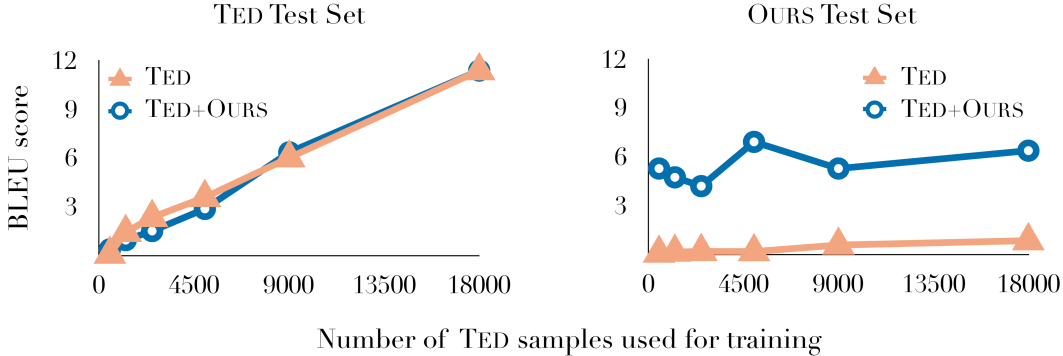 TED Test Set
BLEU score
12
9
6
3
TED
TED+OURS
0 4500 9000 13500 18000
OURS Test Set
12
9
6
3
TED
TED+OURS
0 4500 9000 13500 18000
Number of TED samples used for training